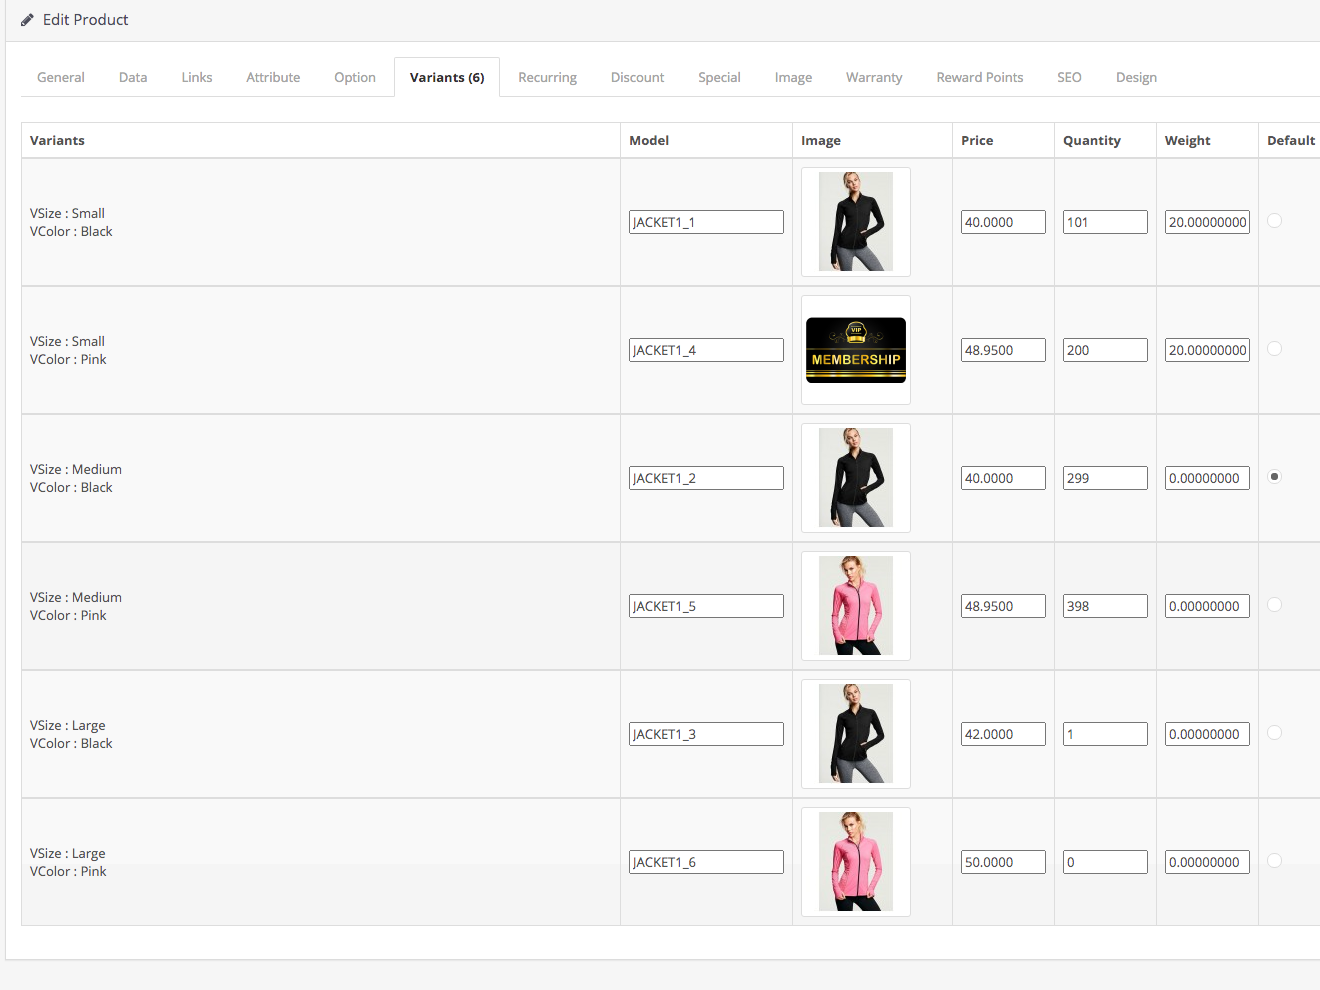 Edit Product
General Data Links Attribute Option Variants (6) Recurring Discount Special Image Warranty Reward Points SEO Design
Variants Model Image Price Quantity Weight Default
VSize : Small
VColor : Black
JACKET1_1 40.0000 101 20.00000000
VSize : Small
VColor : Pink
JACKET1_4 VIP MEMBERSHIP 48.9500 200 20.00000000
VSize : Medium
VColor : Black
JACKET1_2 40.0000 299 0.00000000
VSize : Medium
VColor : Pink
JACKET1_5 48.9500 398 0.00000000
VSize : Large
VColor : Black
JACKET1_3 42.0000 1 0.00000000
VSize : Large
VColor : Pink
JACKET1_6 50.0000 0 0.00000000